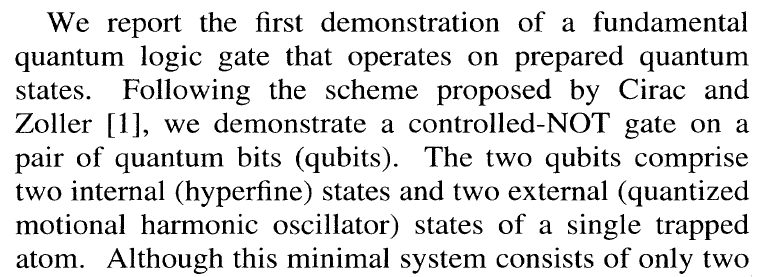 We report the first demonstration of a fundamental
quantum logic gate that operates on prepared quantum
states. Following the scheme proposed by Cirac and
Zoller [1], we demonstrate a controlled-NOT gate on a
pair of quantum bits (qubits). The two qubits comprise
two internal (hyperfine) states and two external (quantized
motional harmonic oscillator) states of a single trapped
atom. Although this minimal system consists of only two